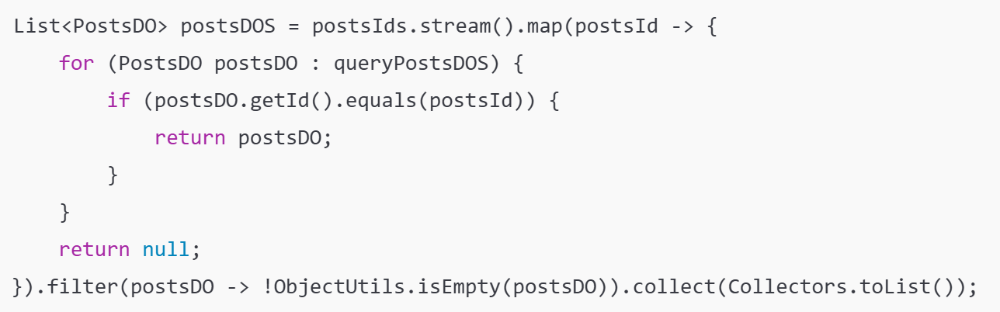 List<PostsDO> postsDOS = postsIds.stream().map(postsId -> {
    for (PostsDO postsDO : queryPostsDOS) {
        if (postsDO.getId().equals(postsId)) {
            return postsDO;
        }
    }
    return null;
}).filter(postsDO -> !ObjectUtils.isEmpty(postsDO)).collect(Collectors.toList());